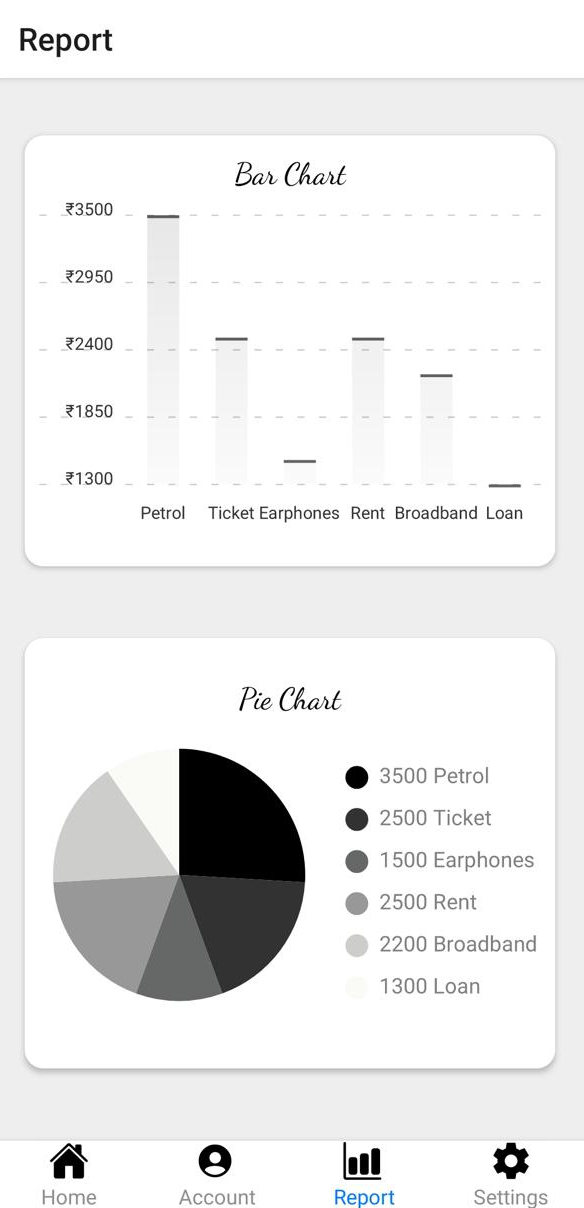 Report
Bar Chart
₹3500
₹2950
₹2400
₹1850
₹1300
Petrol Ticket Earphones Rent Broadband Loan
Pie Chart
3500 Petrol
2500 Ticket
1500 Earphones
2500 Rent
2200 Broadband
1300 Loan
Home Account Report Settings